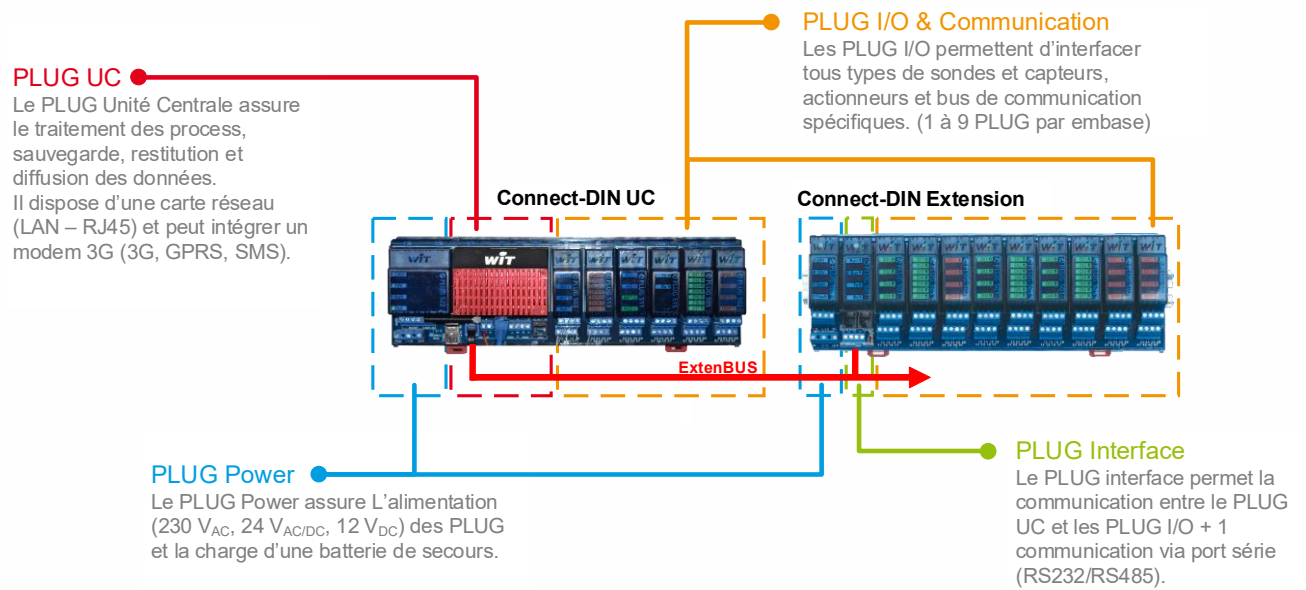 PLUG I/O & Communication
Les PLUG I/O permettent d'interfacer
tous types de sondes et capteurs,
actionneurs et bus de communication
spécifiques. (1 à 9 PLUG par embase)
PLUG UC
Le PLUG Unité Centrale assure
le traitement des process,
sauvegarde, restitution et
diffusion des données.
Il dispose d'une carte réseau
(LAN – RJ45) et peut intégrer un
modem 3G (3G, GPRS, SMS).
Connect-DIN UC
Connect-DIN Extension
wiT
ExtenBUS
PLUG Power
Le PLUG Power assure L'alimentation
(230 VAC, 24 VAC/DC, 12 VDC) des PLUG
et la charge d'une batterie de secours.
PLUG Interface
Le PLUG interface permet la
communication entre le PLUG
UC et les PLUG I/O + 1
communication via port série
(RS232/RS485).